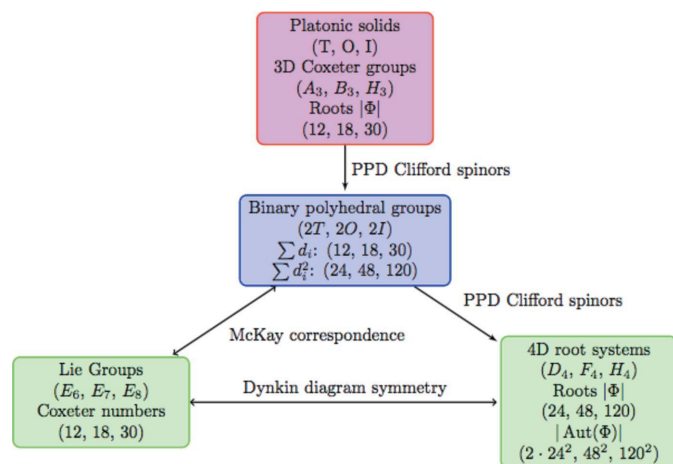 Platonic solids
(T, O, I)
3D Coxeter groups
(A₃, B₃, H₃)
Roots |Φ|
(12, 18, 30)
PPD Clifford spinors
Binary polyhedral groups
(2T, 2O, 2I)
∑ dᵢ: (12, 18, 30)
∑ dᵢ²: (24, 48, 120)
PPD Clifford spinors
McKay correspondence
Lie Groups
(E₆, E₇, E₈)
Coxeter numbers
(12, 18, 30)
Dynkin diagram symmetry
4D root systems
(D₄, F₄, H₄)
Roots |Φ|
(24, 48, 120)
| Aut(Φ)|
(2 · 24², 48², 120²)